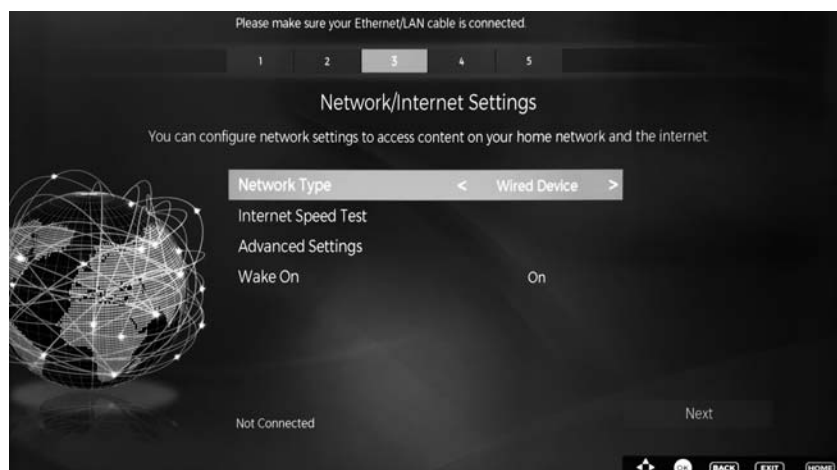 Please make sure your Ethernet/LAN cable is connected.
1 2 3 4 5
Network/Internet Settings
You can configure network settings to access content on your home network and the internet.
Network Type < Wired Device >
Internet Speed Test
Advanced Settings
Wake On On
Not Connected
Next
OK BACK EXIT HOME